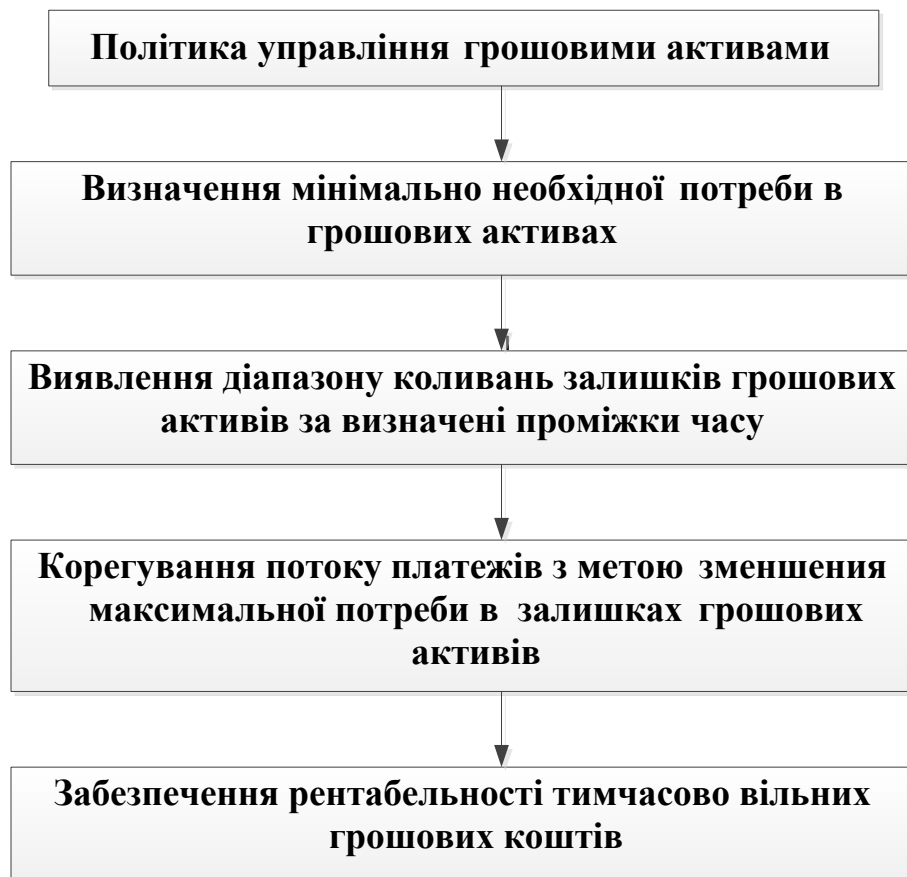 Політика управління грошовими активами
Визначення мінімально необхідної потреби в
грошових активах
Виявлення діапазону коливань залишків грошових
активів за визначені проміжки часу
Корегування потоку платежів з метою зменшения
максимальної потреби в залишках грошових
активів
Забезпечення рентабельності тимчасово вільних
грошових коштів